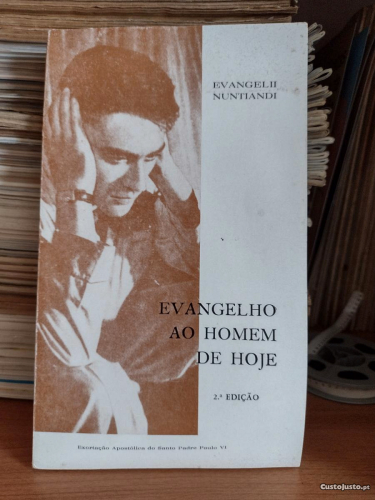 EVANGELII
NUNTIANDI
EVANGELHO
AO HOMEM
DE HOJE
2.ª EDIÇÃO
Exortação Apostólica do Santo Padre Paulo VI
CustoJusto.pt